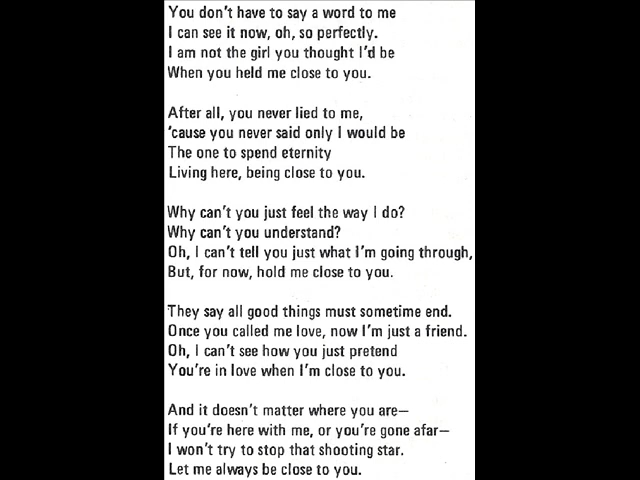 You don't have to say a word to me
I can see it now, oh, so perfectly.
I am not the girl you thought I'd be
When you held me close to you.

After all, you never lied to me,
'cause you never said only I would be
The one to spend eternity
Living here, being close to you.

Why can't you just feel the way I do?
Why can't you understand?
Oh, I can't tell you just what I'm going through,
But, for now, hold me close to you.

They say all good things must sometime end.
Once you called me love, now I'm just a friend.
Oh, I can't see how you just pretend
You're in love when I'm close to you.

And it doesn't matter where you are—
If you're here with me, or you're gone afar—
I won't try to stop that shooting star.
Let me always be close to you.